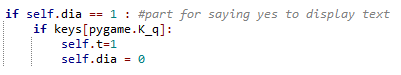 if self.dia == 1 : #part for saying yes to display text
if keys[pygame.K_q]:
self.t=1
self.dia = 0